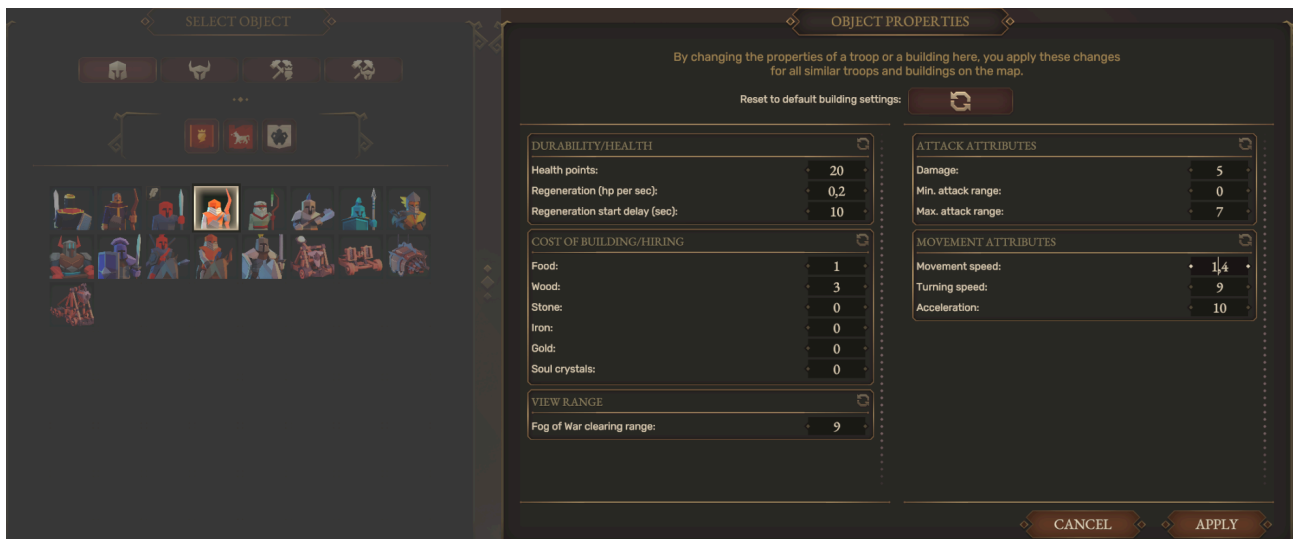 SELECT OBJECT
OBJECT PROPERTIES
By changing the properties of a troop or a building here, you apply these changes
for all similar troops and buildings on the map.
Reset to default building settings:
DURABILITY/HEALTH
Health points: 20
Regeneration (hp per sec): 0,2
Regeneration start delay (sec): 10
COST OF BUILDING/HIRING
Food: 1
Wood: 3
Stone: 0
Iron: 0
Gold: 0
Soul crystals: 0
VIEW RANGE
Fog of War clearing range: 9
ATTACK ATTRIBUTES
Damage: 5
Min. attack range: 0
Max. attack range: 7
MOVEMENT ATTRIBUTES
Movement speed: 1,4
Turning speed: 9
Acceleration: 10
CANCEL
APPLY